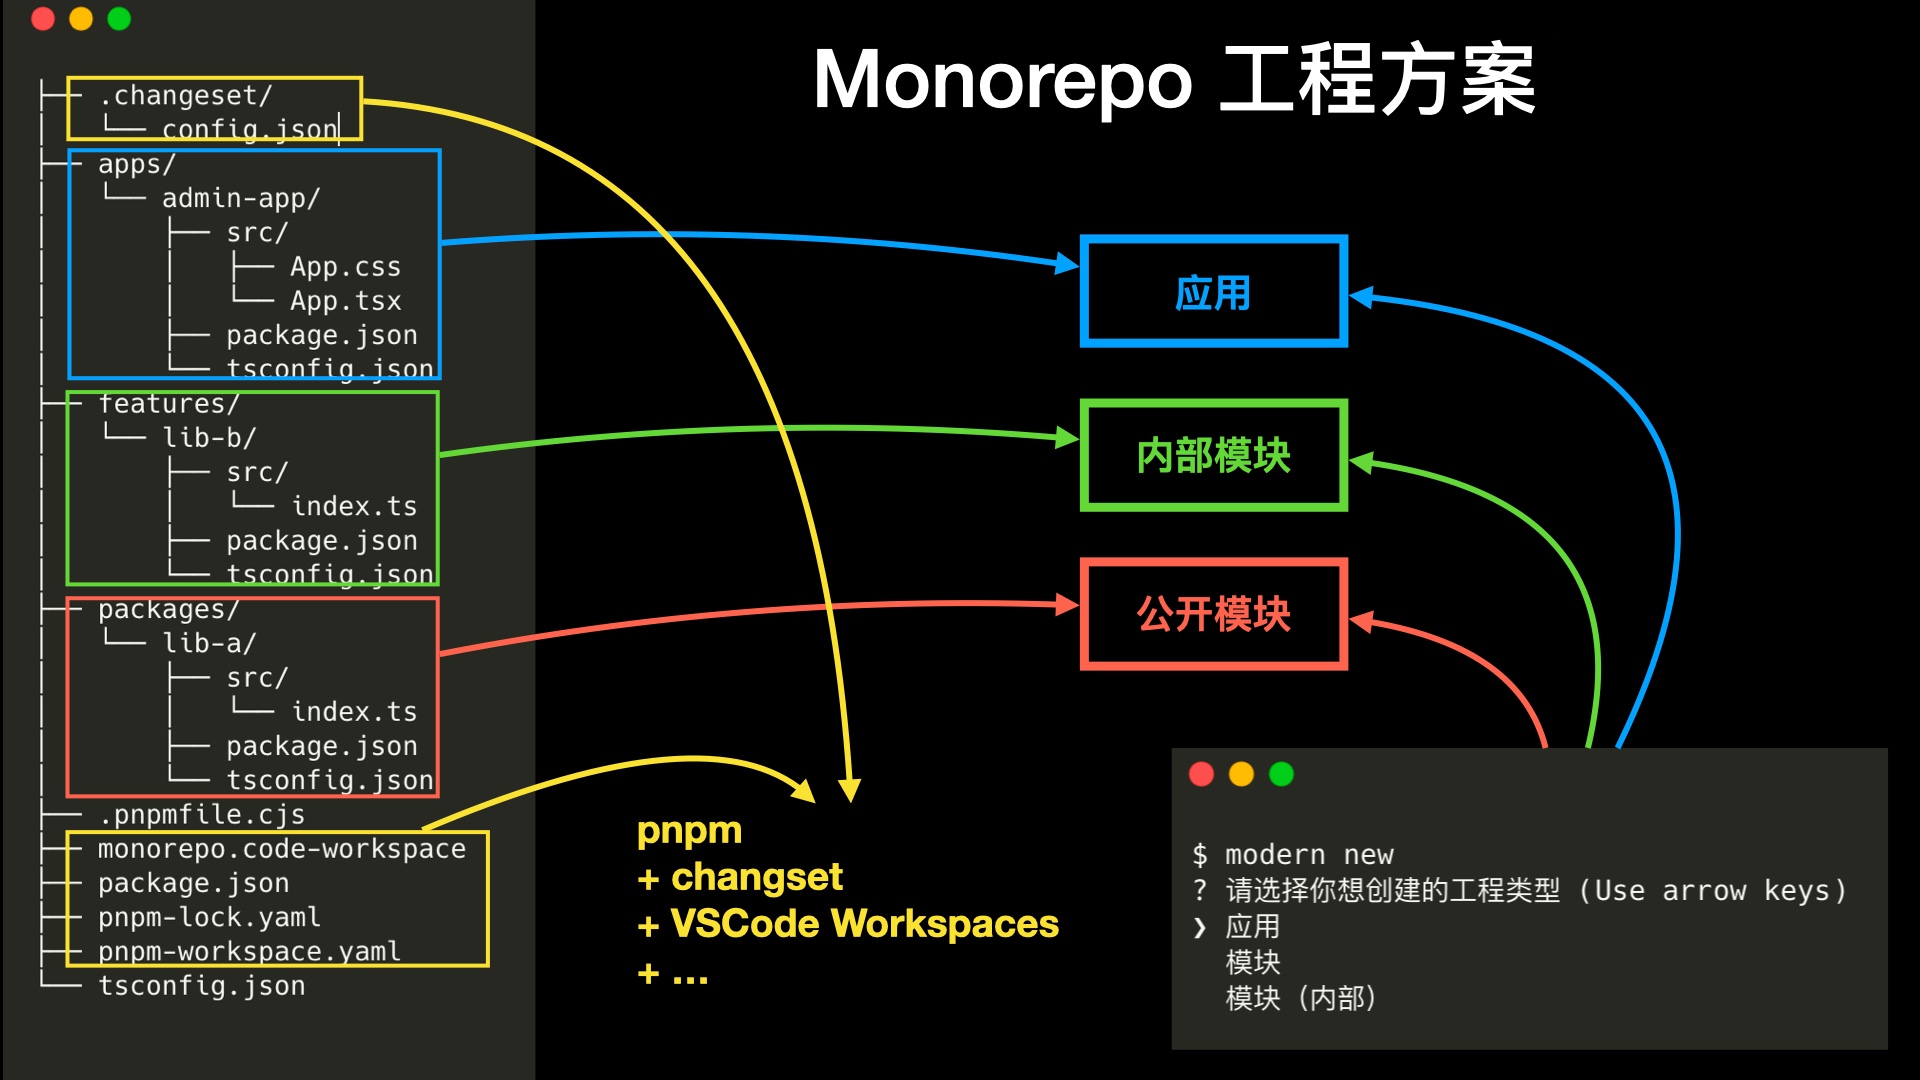 Monorepo 工程方案
├── .changeset/
│   └── config.json
├── apps/
│   └── admin-app/
│       ├── src/
│       │   ├── App.css
│       │   └── App.tsx
│       ├── package.json
│       └── tsconfig.json
├── features/
│   └── lib-b/
│       ├── src/
│       │   └── index.ts
│       ├── package.json
│       └── tsconfig.json
├── packages/
│   └── lib-a/
│       ├── src/
│       │   └── index.ts
│       ├── package.json
│       └── tsconfig.json
├── .pnpmfile.cjs
├── monorepo.code-workspace
├── package.json
├── pnpm-lock.yaml
├── pnpm-workspace.yaml
└── tsconfig.json
应用
内部模块
公开模块
pnpm
+ changset
+ VSCode Workspaces
+ ...
$ modern new
? 请选择你想创建的工程类型 (Use arrow keys)
❯ 应用
模块
模块 (内部)